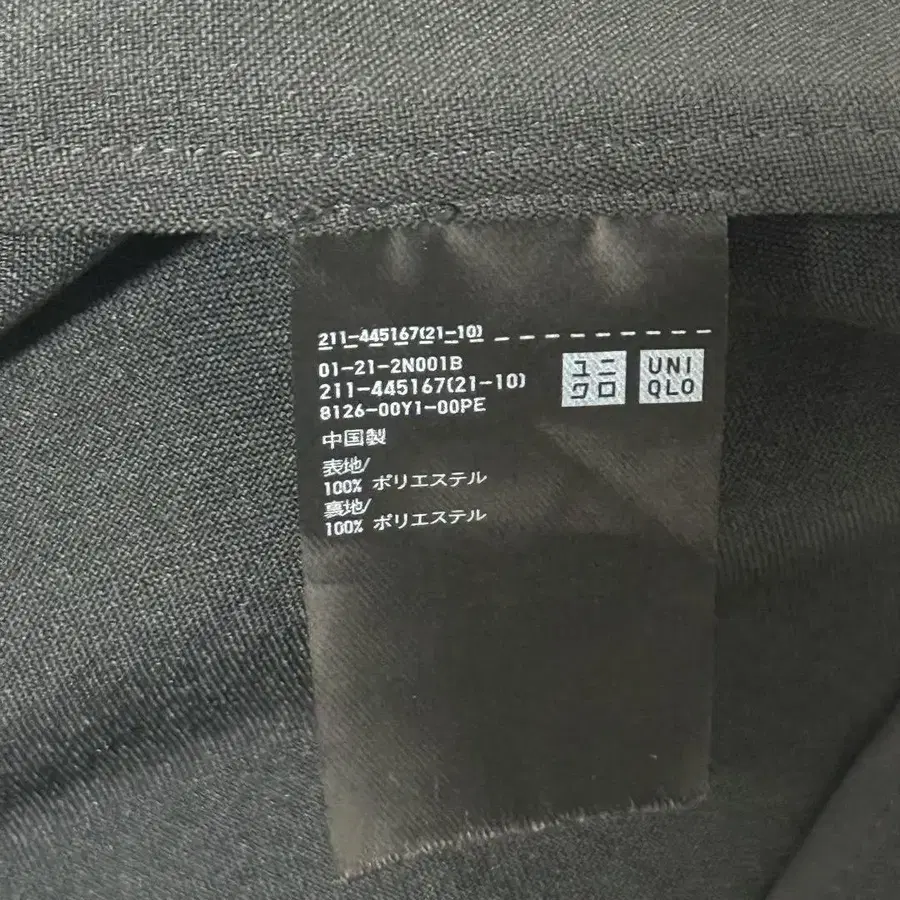 211-445167(21-10)
01-21-2N001B
211-445167(21-10)
8126-00Y1-00PE
中国製
表地/
100% ポリエステル
裏地/
100% ポリエステル
ユニ
クロ
UNI
QLO